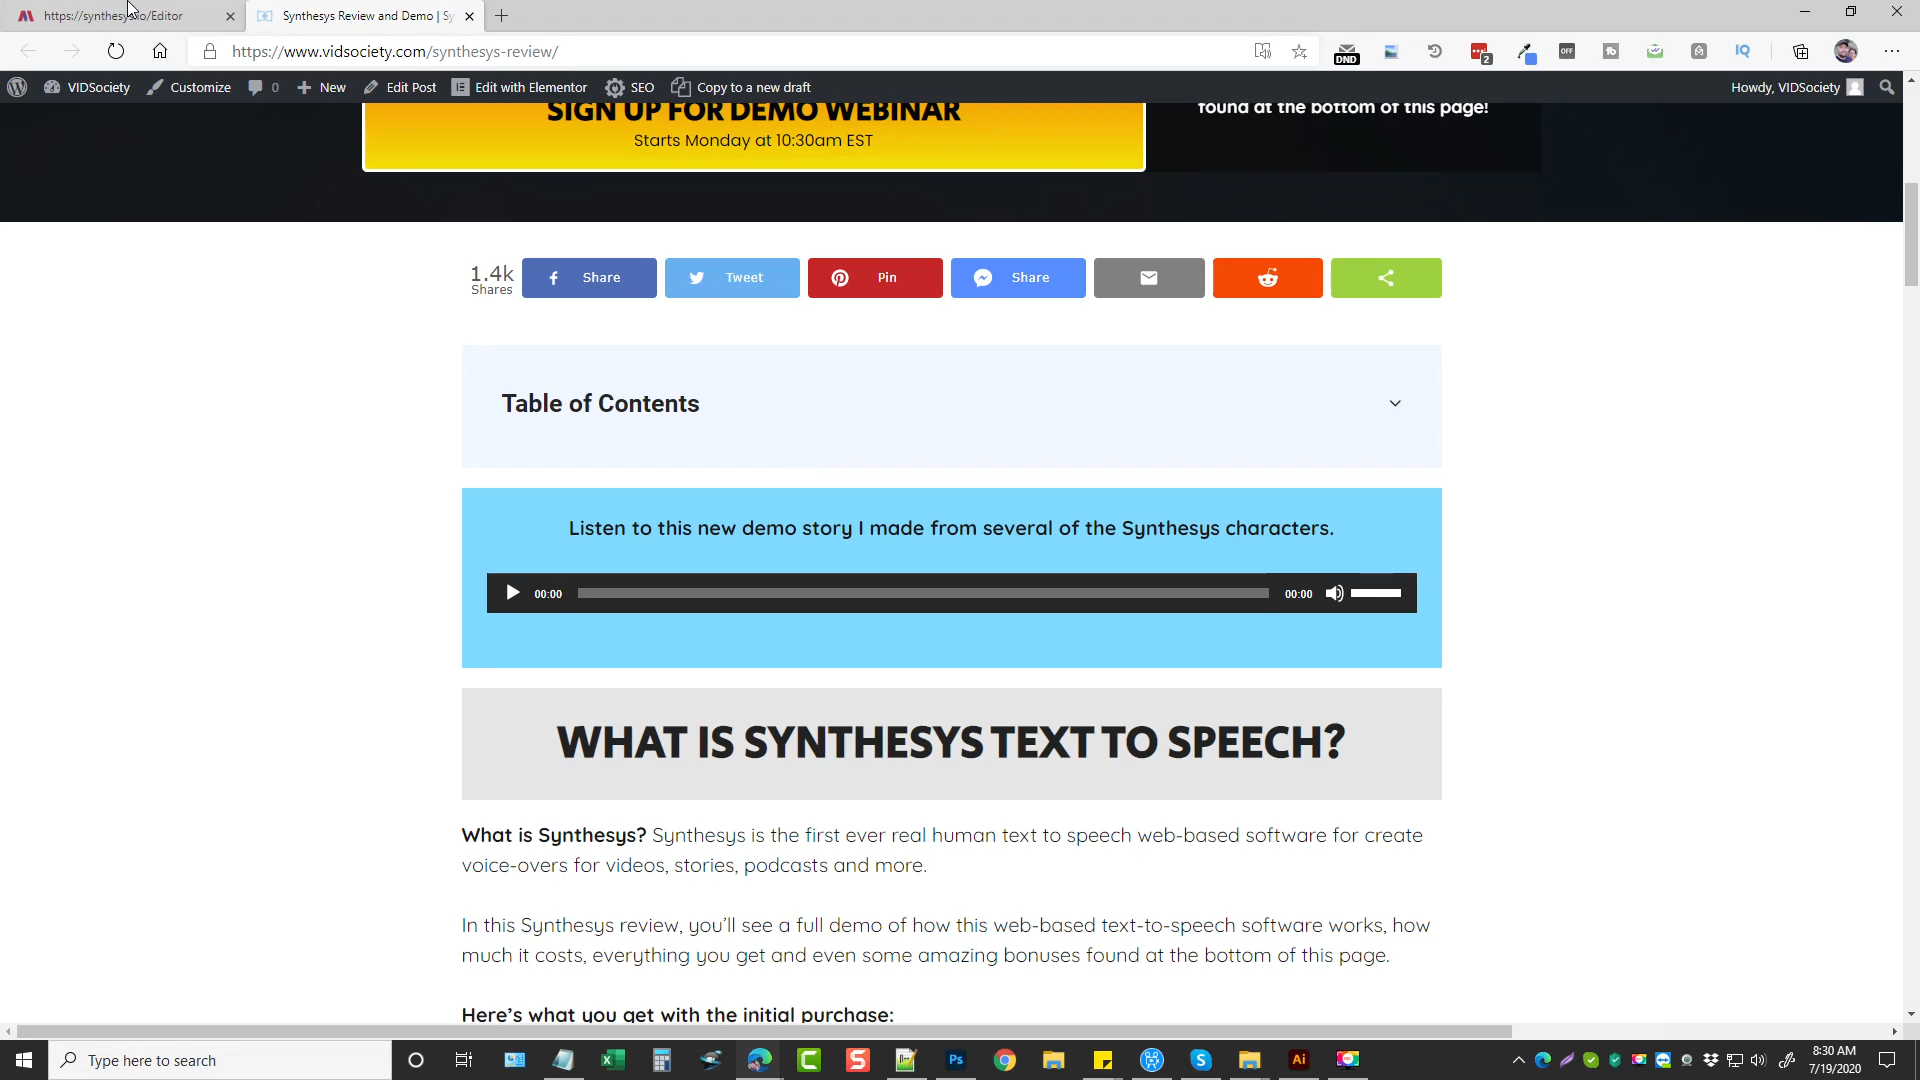 https://synthesys.io/Editor
Synthesys Review and Demo | Sy
https://www.vidsociety.com/synthesys-review/
DND
2
OFF
tb
IQ
VIDSociety
Customize
0
New
Edit Post
Edit with Elementor
SEO
Copy to a new draft
Howdy, VIDSociety
SIGN UP FOR DEMO WEBINAR
Starts Monday at 10:30am EST
found at the bottom of this page!
1.4k
Shares
Share
Tweet
Pin
Share
Table of Contents
Listen to this new demo story I made from several of the Synthesys characters.
00:00
00:00
WHAT IS SYNTHESYS TEXT TO SPEECH?
What is Synthesys? Synthesys is the first ever real human text to speech web-based software for create
voice-overs for videos, stories, podcasts and more.
In this Synthesys review, you'll see a full demo of how this web-based text-to-speech software works, how
much it costs, everything you get and even some amazing bonuses found at the bottom of this page.
Here's what you get with the initial purchase:
Type here to search
Ps
Ai
8:30 AM
7/19/2020